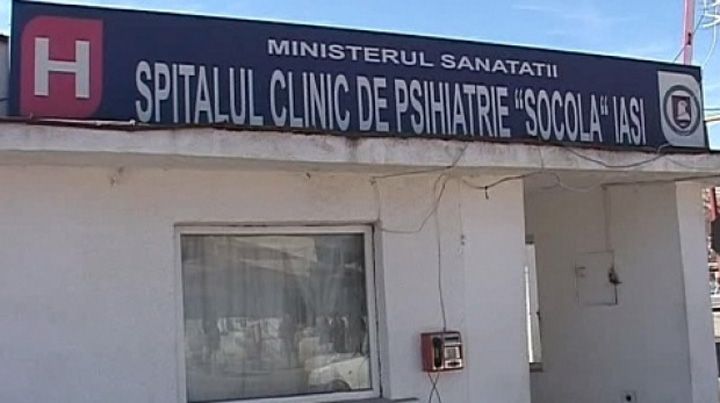 H
MINISTERUL SANATATII
SPITALUL CLINIC DE PSIHIATRIE “SOCOLA“ IASI